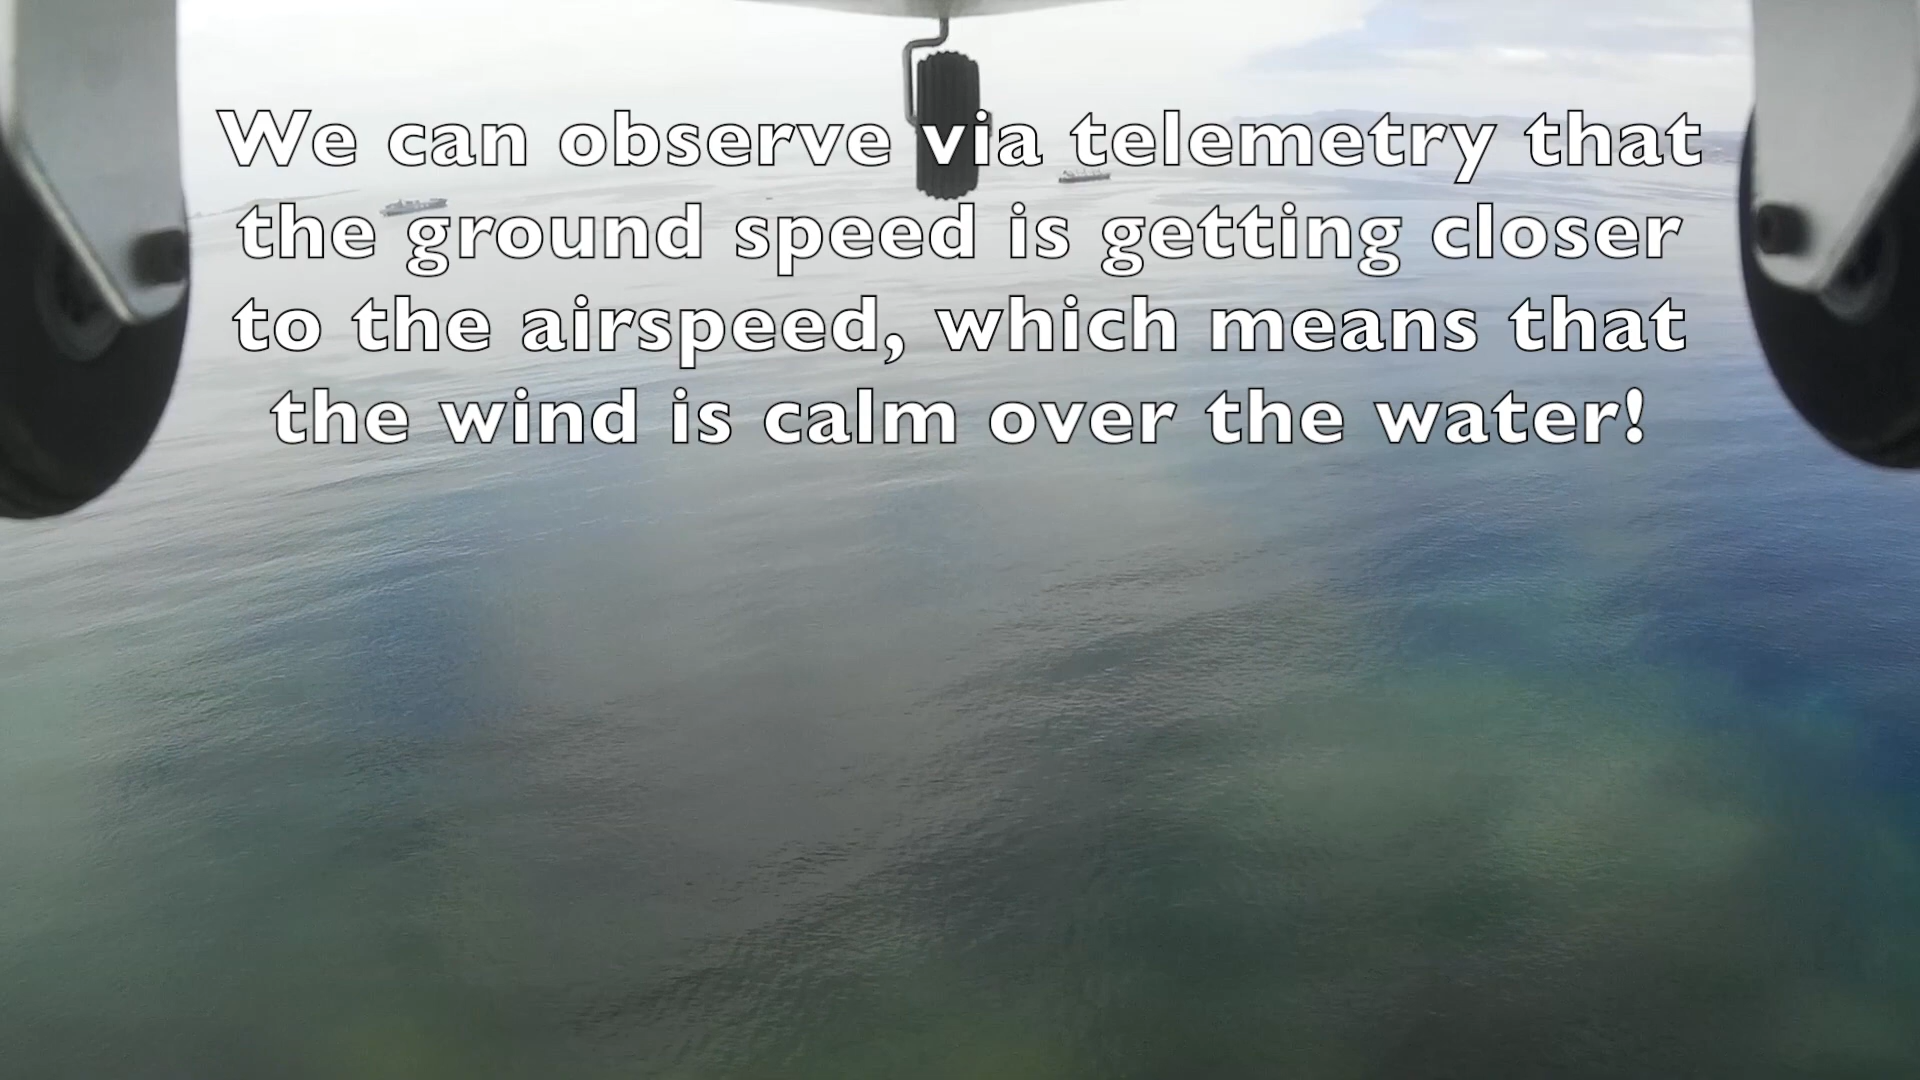 We can observe via telemetry that
the ground speed is getting closer
to the airspeed, which means that
the wind is calm over the water!